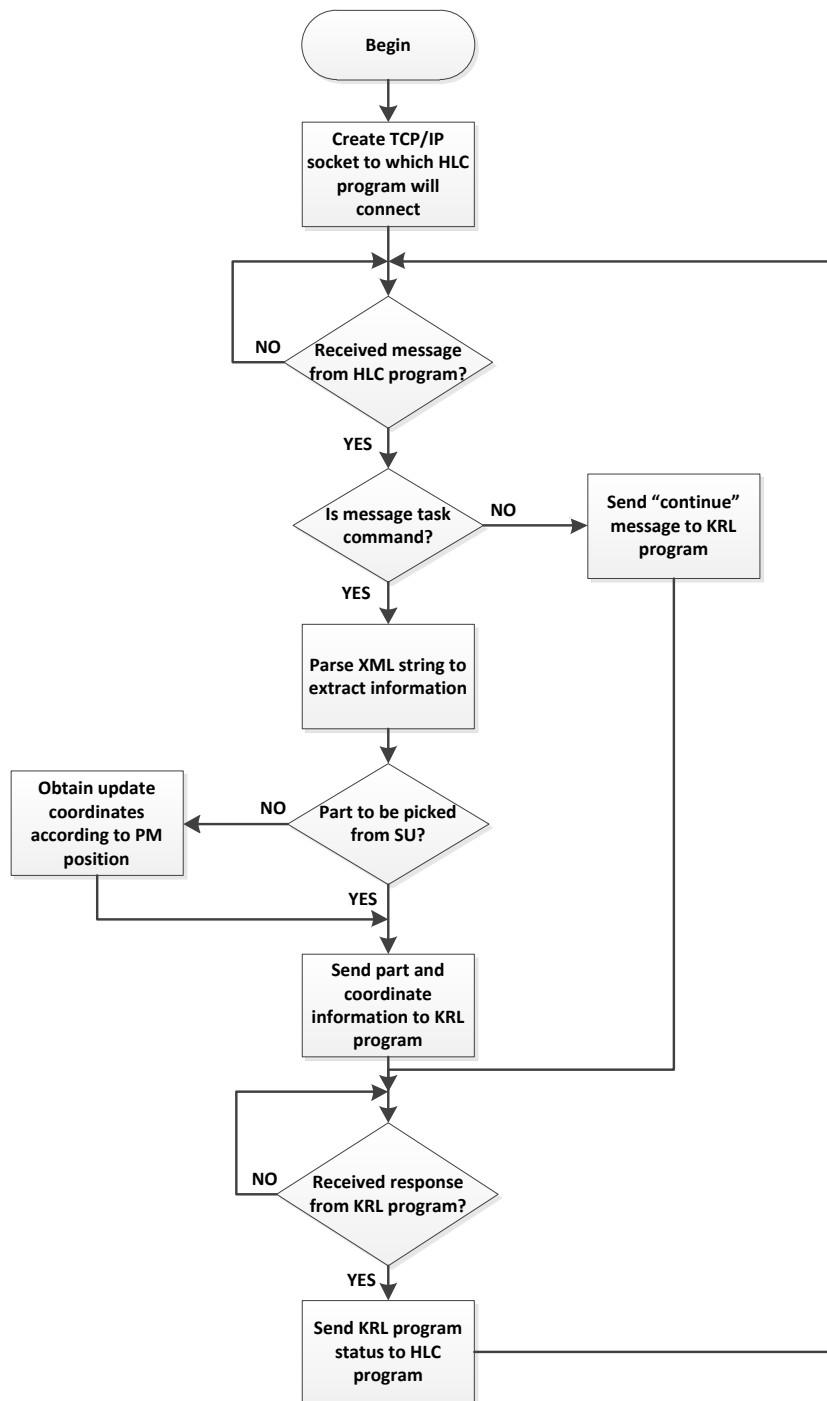 Begin
Create TCP/IP
socket to which HLC
program will
connect
NO
Received message
from HLC program?
YES
Is message task
command?
NO
Send “continue”
message to KRL
program
YES
Parse XML string to
extract information
Obtain update
coordinates
according to PM
position
NO
Part to be picked
from SU?
YES
Send part and
coordinate
information to KRL
program
NO
Received response
from KRL program?
YES
Send KRL program
status to HLC
program